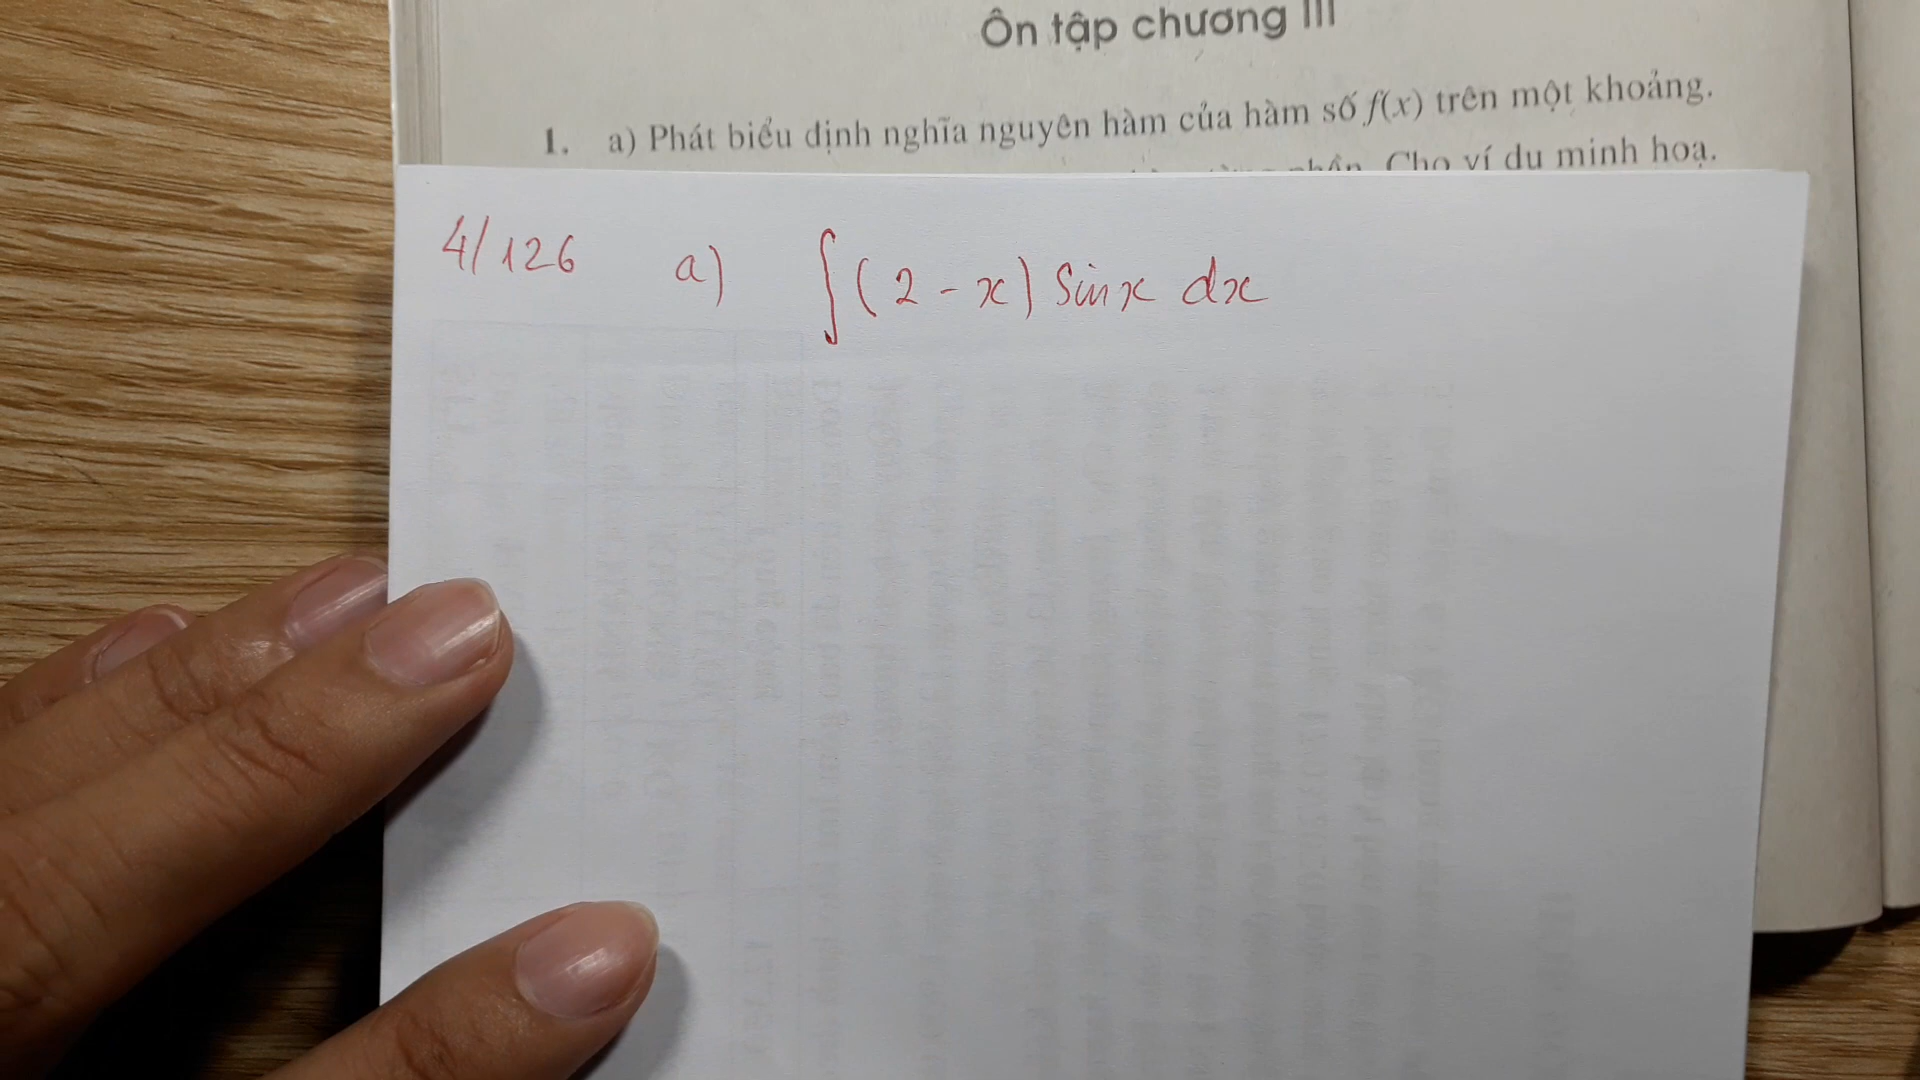 Ôn tập chương III
1. a) Phát biểu định nghĩa nguyên hàm của hàm số f(x) trên một khoảng.
phần. Cho ví dụ minh hoạ.
4/126 a) ∫(2 - x) sinx dx